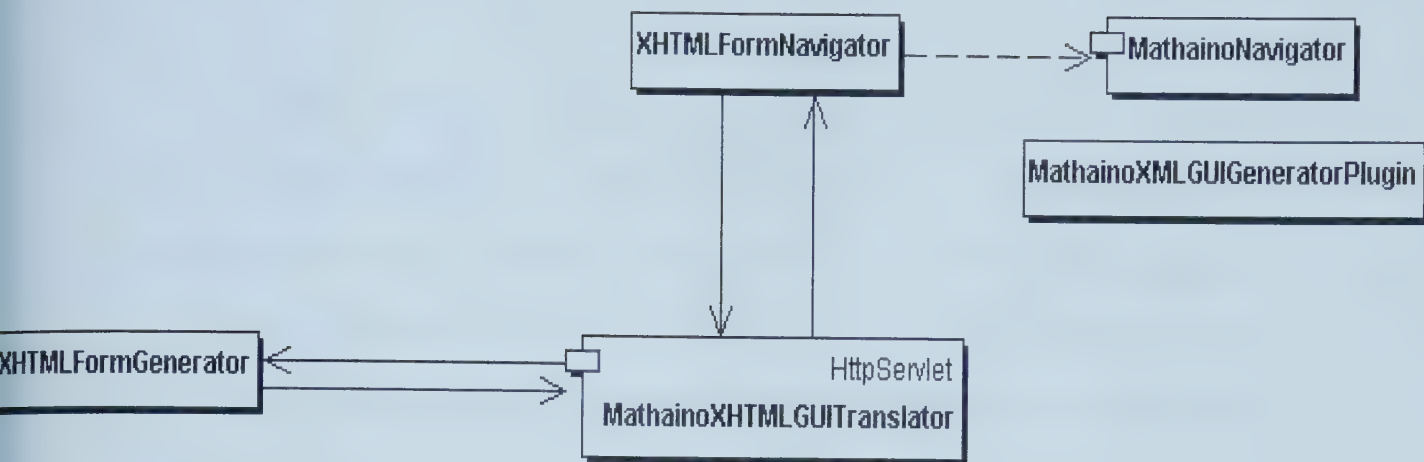 XHTMLFormNavigator
MathainoNavigator
MathainoXMLGUIGeneratorPlugin
XHTMLFormGenerator
HttpServlet
MathainoXHTMLGUITranslator